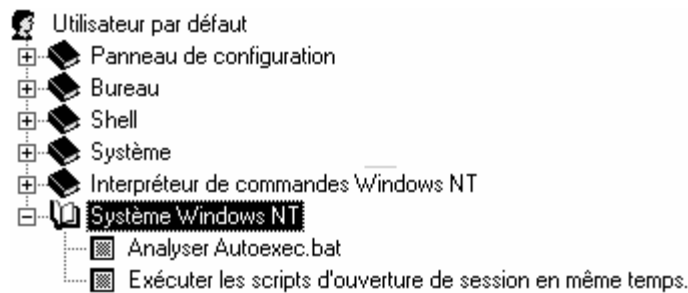 Utilisateur par défaut
Panneau de configuration
Bureau
Shell
Système
Interpréteur de commandes Windows NT
Système Windows NT
Analyser Autoexec.bat
Exécuter les scripts d'ouverture de session en même temps.